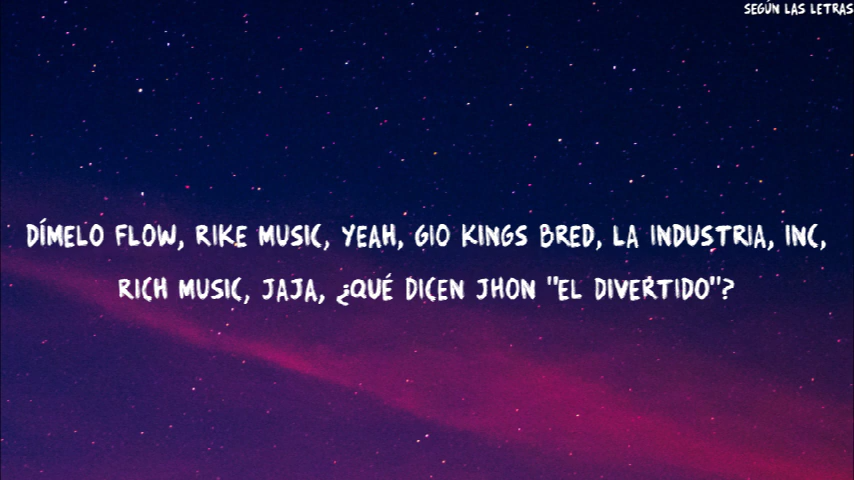 SEGÚN LAS LETRAS
DÍMELO FLOW, RIKE MUSIC, YEAH, GIO KINGS BRED, LA INDUSTRIA, INC,
RICH MUSIC, JAJA, ¿QUÉ DICEN JHON "EL DIVERTIDO"?